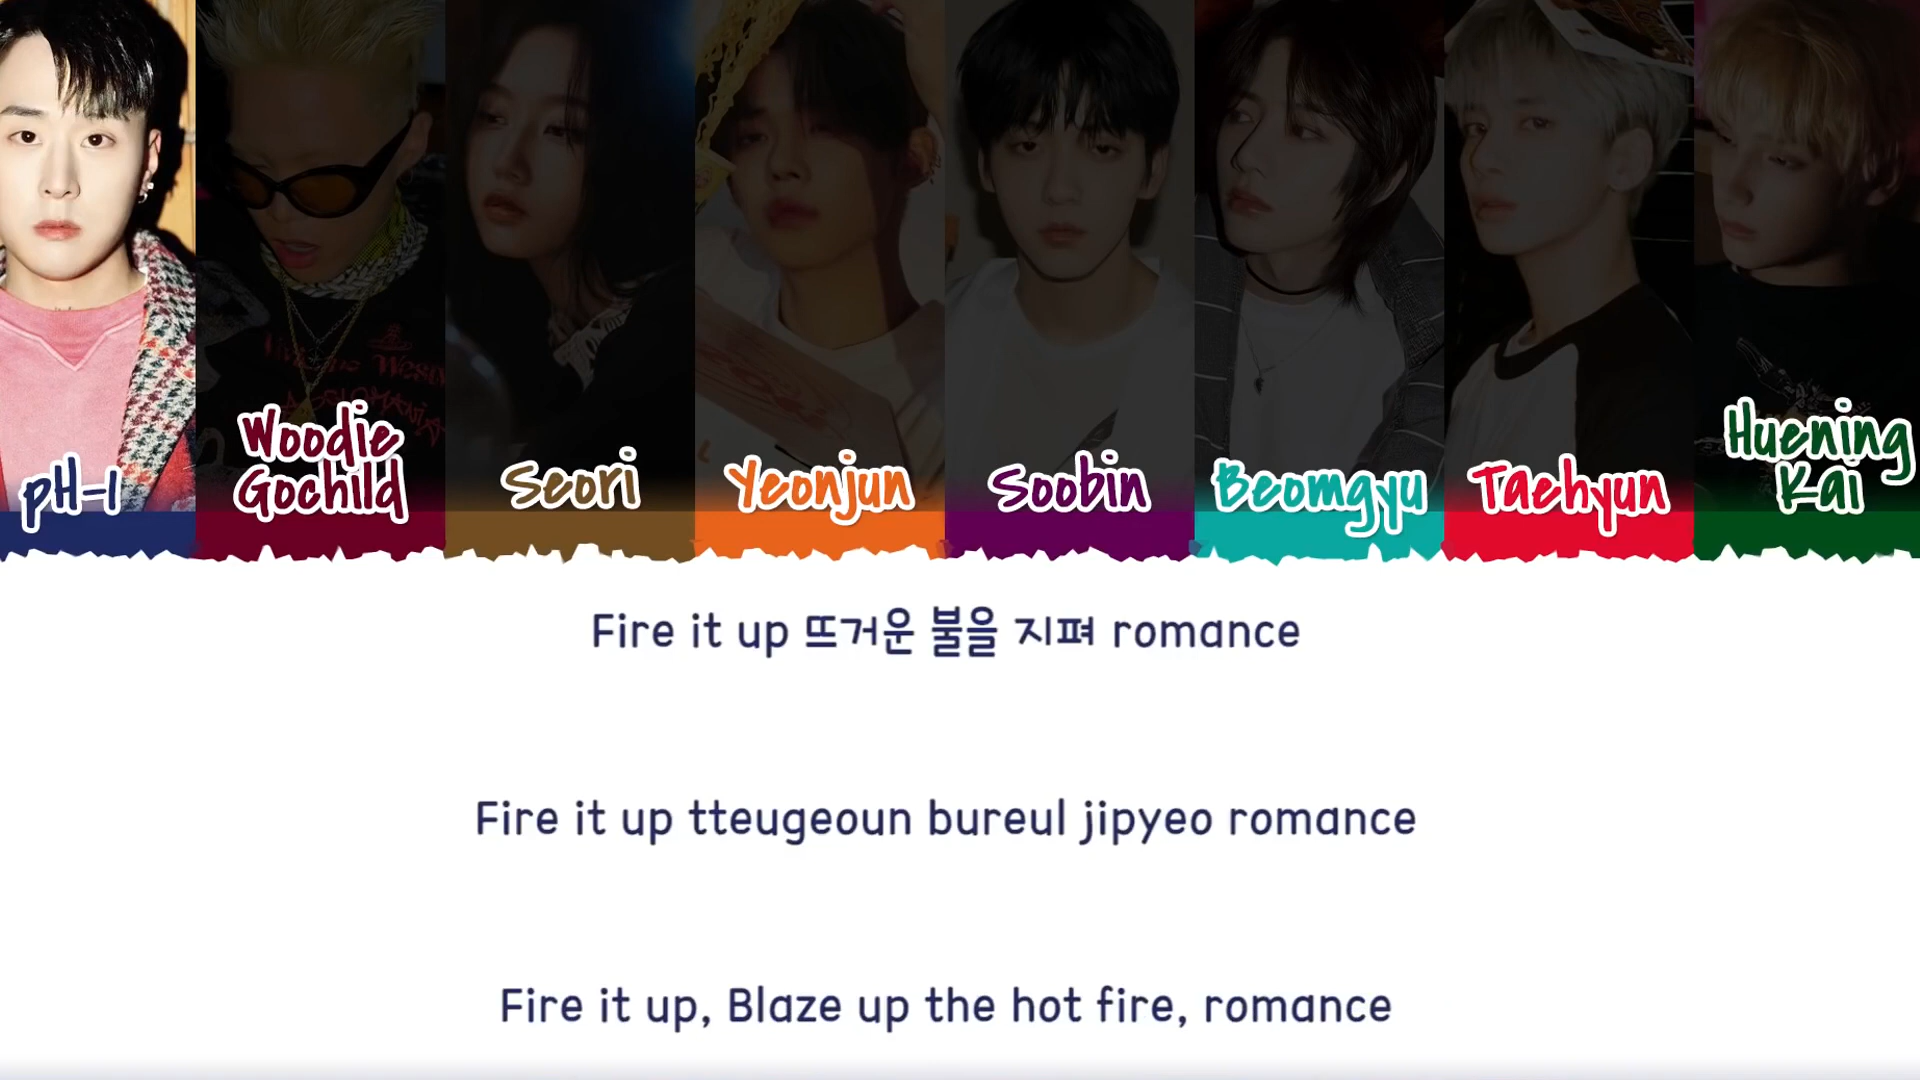 pH-1
Woodie
Gochild
Seori
Yeonjun
Soobin
Beomgyu
Taehyun
Huening
Kai
Fire it up 뜨거운 불을 지펴 romance
Fire it up tteugeoun bureul jipyeo romance
Fire it up, Blaze up the hot fire, romance